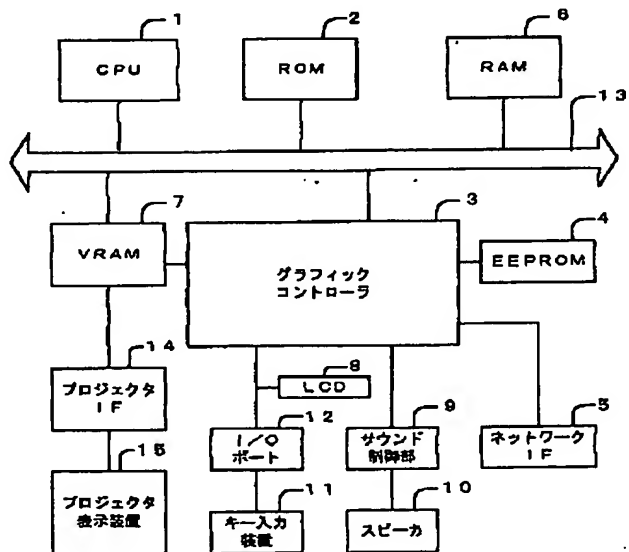 1
CPU
2
ROM
6
RAM
13
7
VRAM
3
グラフィック
コントローラ
4
EEPROM
14
プロジェクタ
IF
8
LCD
12
I/O
ポート
9
サウンド
制御部
5
ネットワーク
IF
15
プロジェクタ
表示装置
11
キー入力
装置
10
スピーカ